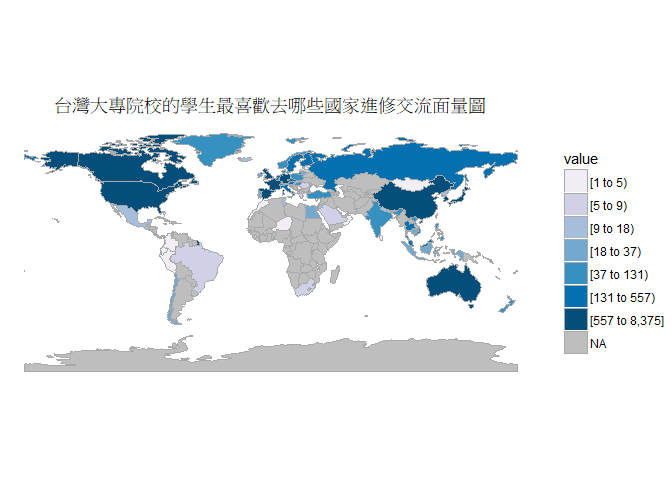 台灣大專院校的學生最喜歡去哪些國家進修交流面量圖
value
[1 to 5)
[5 to 9)
[9 to 18)
[18 to 37)
[37 to 131)
[131 to 557)
[557 to 8,375]
NA